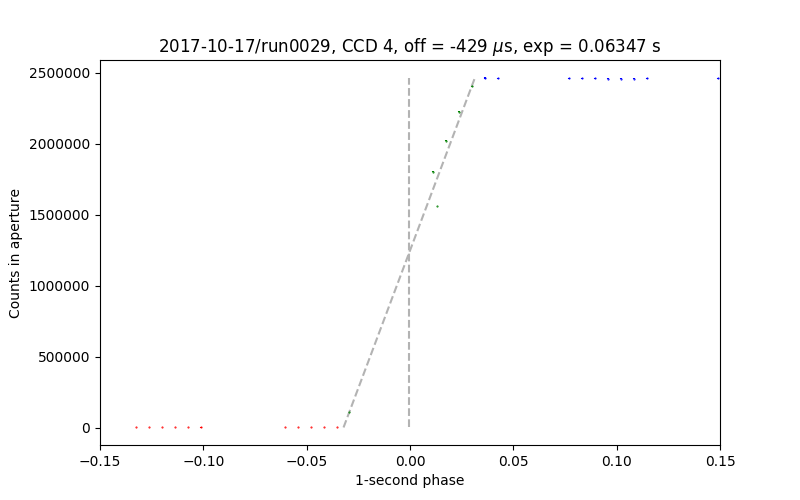 2017-10-17/run0029, CCD 4, off = -429 μs, exp = 0.06347 s
2500000
2000000
1500000
1000000
500000
0
Counts in aperture
−0.15 −0.10 −0.05 0.00 0.05 0.10 0.15
1-second phase